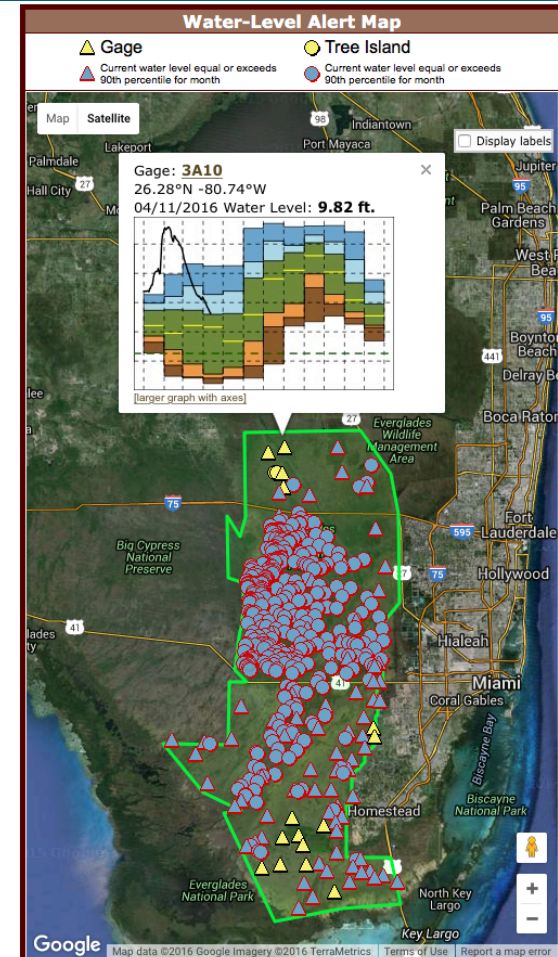 Water-Level Alert Map
Gage
Tree Island
Current water level equal or exceeds
90th percentile for month
Current water level equal or exceeds
90th percentile for month
Map
Satellite
Display labels
98
Indiantown
Port Mayaca
Lakeport
Palmdale
Hall City
27
Jupiter
95
Palm Beach
Gardens
West
Bea
Gage: 3A10
×
26.28°N -80.74°W
04/11/2016 Water Level: 9.82 ft.
[larger graph with axes]
95
Boynton
Beach
441
Delray Be
lee
27
Boca Raton
Everglades
Wildlife
Management
Area
75
Fort
Lauderdale
595
Big Cypress
National
Preserve
75
Hollywood
41
lades
ty
Hialeah
41
Miami
Coral Gables
Biscayne Bay
Biscayne
National Park
Homestead
Everglades
National Park
North Key
Largo
+
−
Key Largo
Google
Map data ©2016 Google Imagery ©2016 TerraMetrics
Terms of Use
Report a map error